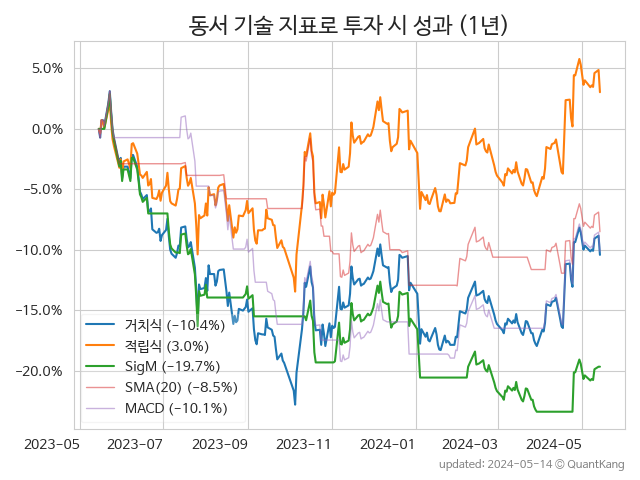 동서 기술 지표로 투자 시 성과 (1년)
5.0%
0.0%
−5.0%
−10.0%
−15.0%
−20.0%
거치식 (−10.4%)
적립식 (3.0%)
SigM (−19.7%)
SMA(20) (−8.5%)
MACD (−10.1%)
2023-05 2023-07 2023-09 2023-11 2024-01 2024-03 2024-05
updated: 2024-05-14 © QuantKang